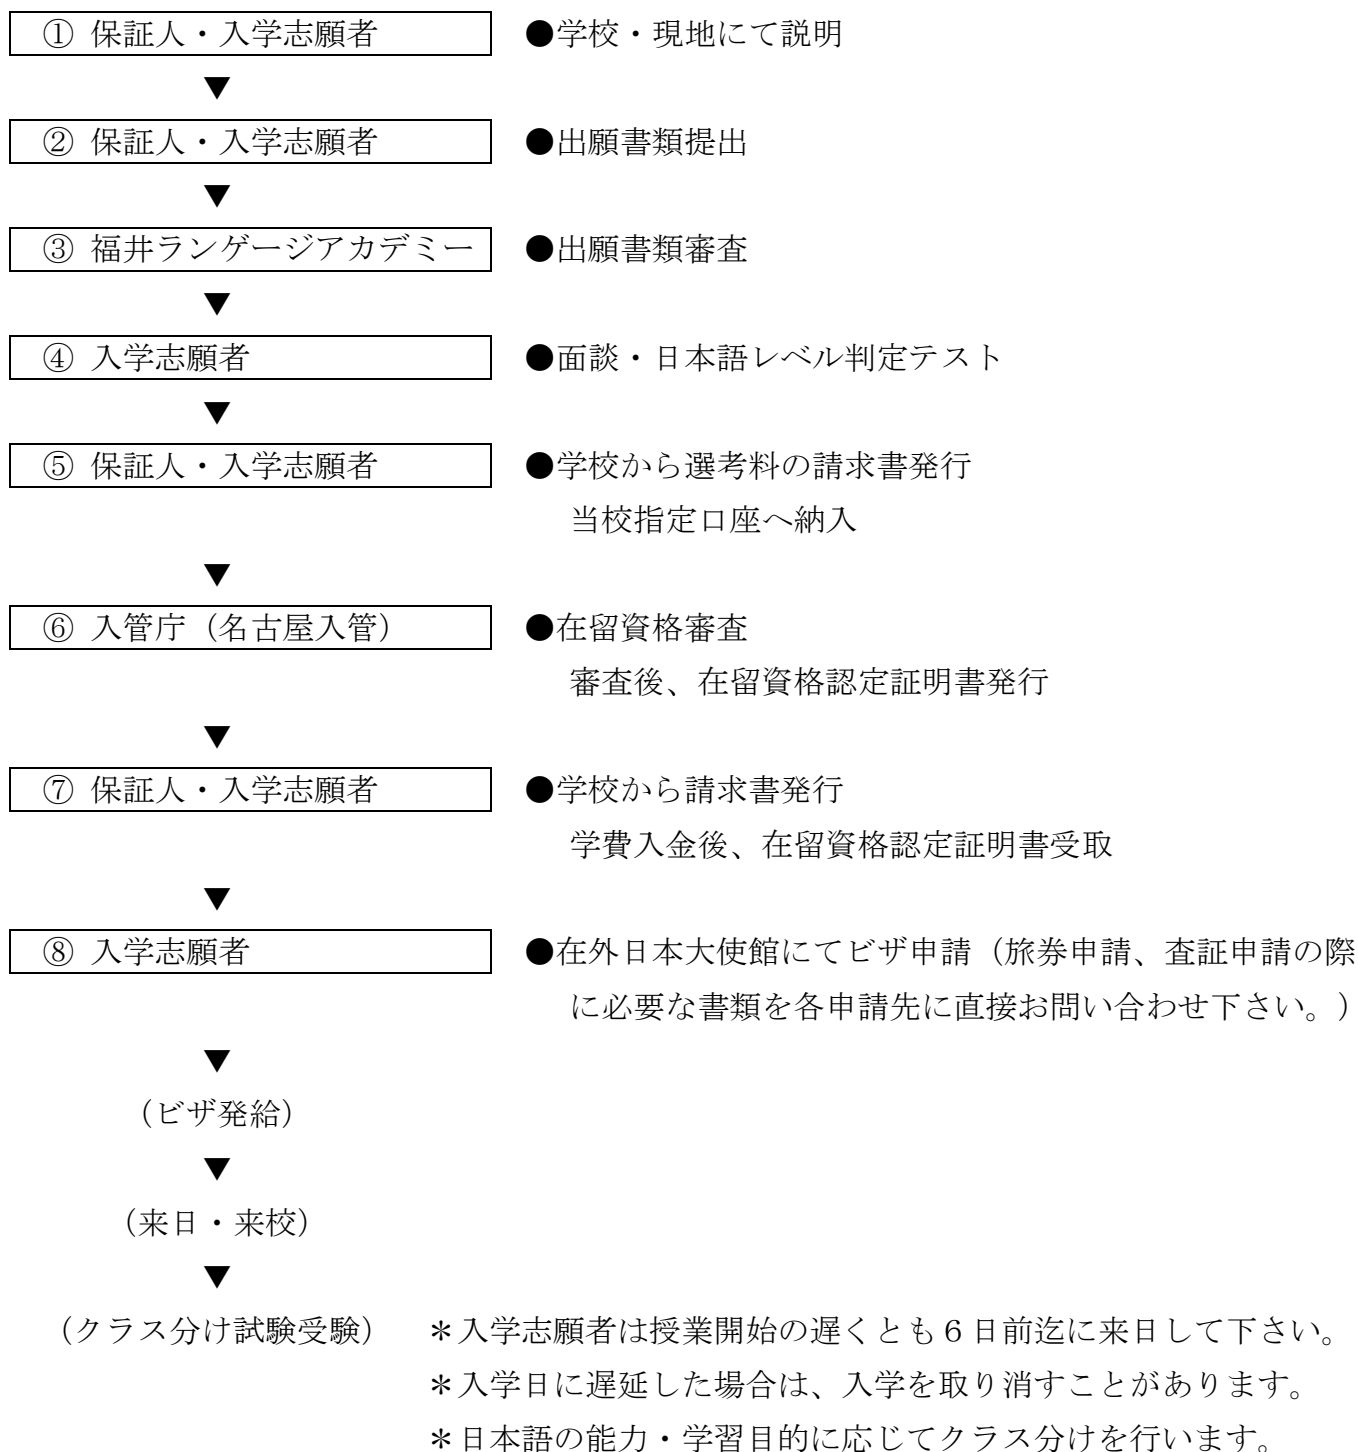 ① 保証人・入学志願者 ●学校・現地にて説明
▼
② 保証人・入学志願者 ●出願書類提出
▼
③ 福井ランゲージアカデミー ●出願書類審査
▼
④ 入学志願者 ●面談・日本語レベル判定テスト
▼
⑤ 保証人・入学志願者 ●学校から選考料の請求書発行
当校指定口座へ納入
▼
⑥ 入管庁（名古屋入管） ●在留資格審査
審査後、在留資格認定証明書発行
▼
⑦ 保証人・入学志願者 ●学校から請求書発行
学費入金後、在留資格認定証明書受取
▼
⑧ 入学志願者 ●在外日本大使館にてビザ申請（旅券申請、査証申請の際
に必要な書類を各申請先に直接お問い合わせ下さい。）
▼
（ビザ発給）
▼
（来日・来校）
▼
（クラス分け試験受験） ＊入学志願者は授業開始の遅くとも６日前迄に来日して下さい。
＊入学日に遅延した場合は、入学を取り消すことがあります。
＊日本語の能力・学習目的に応じてクラス分けを行います。